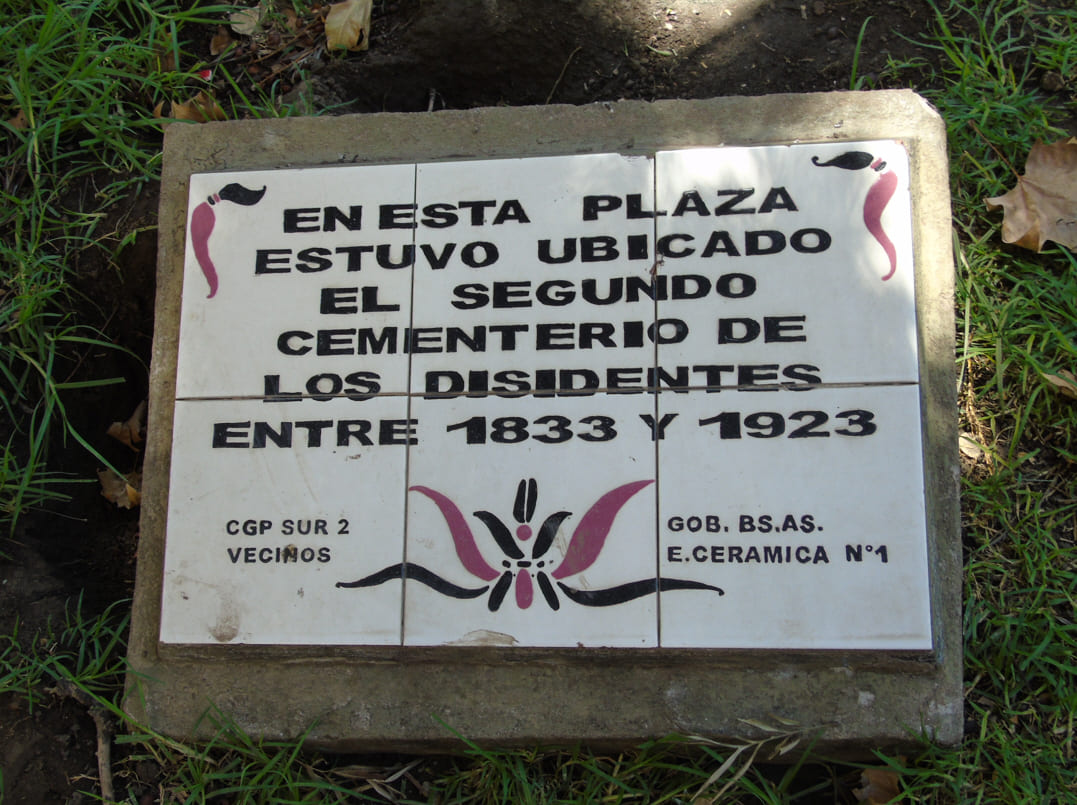 EN ESTA PLAZA
ESTUVO UBICADO
EL SEGUNDO
CEMENTERIO DE
LOS DISIDENTES
ENTRE 1833 Y 1923
CGP SUR 2
VECINOS
GOB. BS.AS.
E.CERAMICA N°1